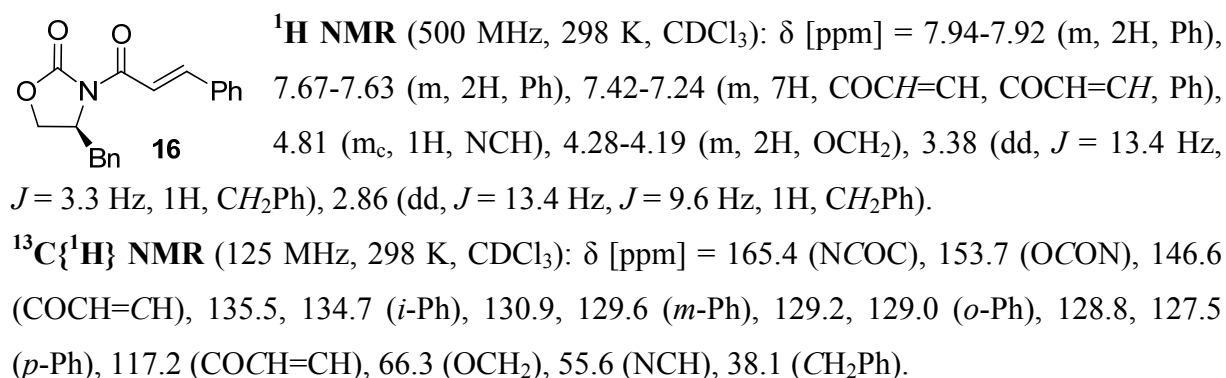 O O
O N Ph
Bn 16
¹H NMR (500 MHz, 298 K, CDCl₃): δ [ppm] = 7.94-7.92 (m, 2H, Ph),
7.67-7.63 (m, 2H, Ph), 7.42-7.24 (m, 7H, COCH=CH, COCH=CH, Ph),
4.81 (m꜀, 1H, NCH), 4.28-4.19 (m, 2H, OCH₂), 3.38 (dd, J = 13.4 Hz,
J = 3.3 Hz, 1H, CH₂Ph), 2.86 (dd, J = 13.4 Hz, J = 9.6 Hz, 1H, CH₂Ph).
¹³C{¹H} NMR (125 MHz, 298 K, CDCl₃): δ [ppm] = 165.4 (NCOC), 153.7 (OCON), 146.6
(COCH=CH), 135.5, 134.7 (i-Ph), 130.9, 129.6 (m-Ph), 129.2, 129.0 (o-Ph), 128.8, 127.5
(p-Ph), 117.2 (COCH=CH), 66.3 (OCH₂), 55.6 (NCH), 38.1 (CH₂Ph).